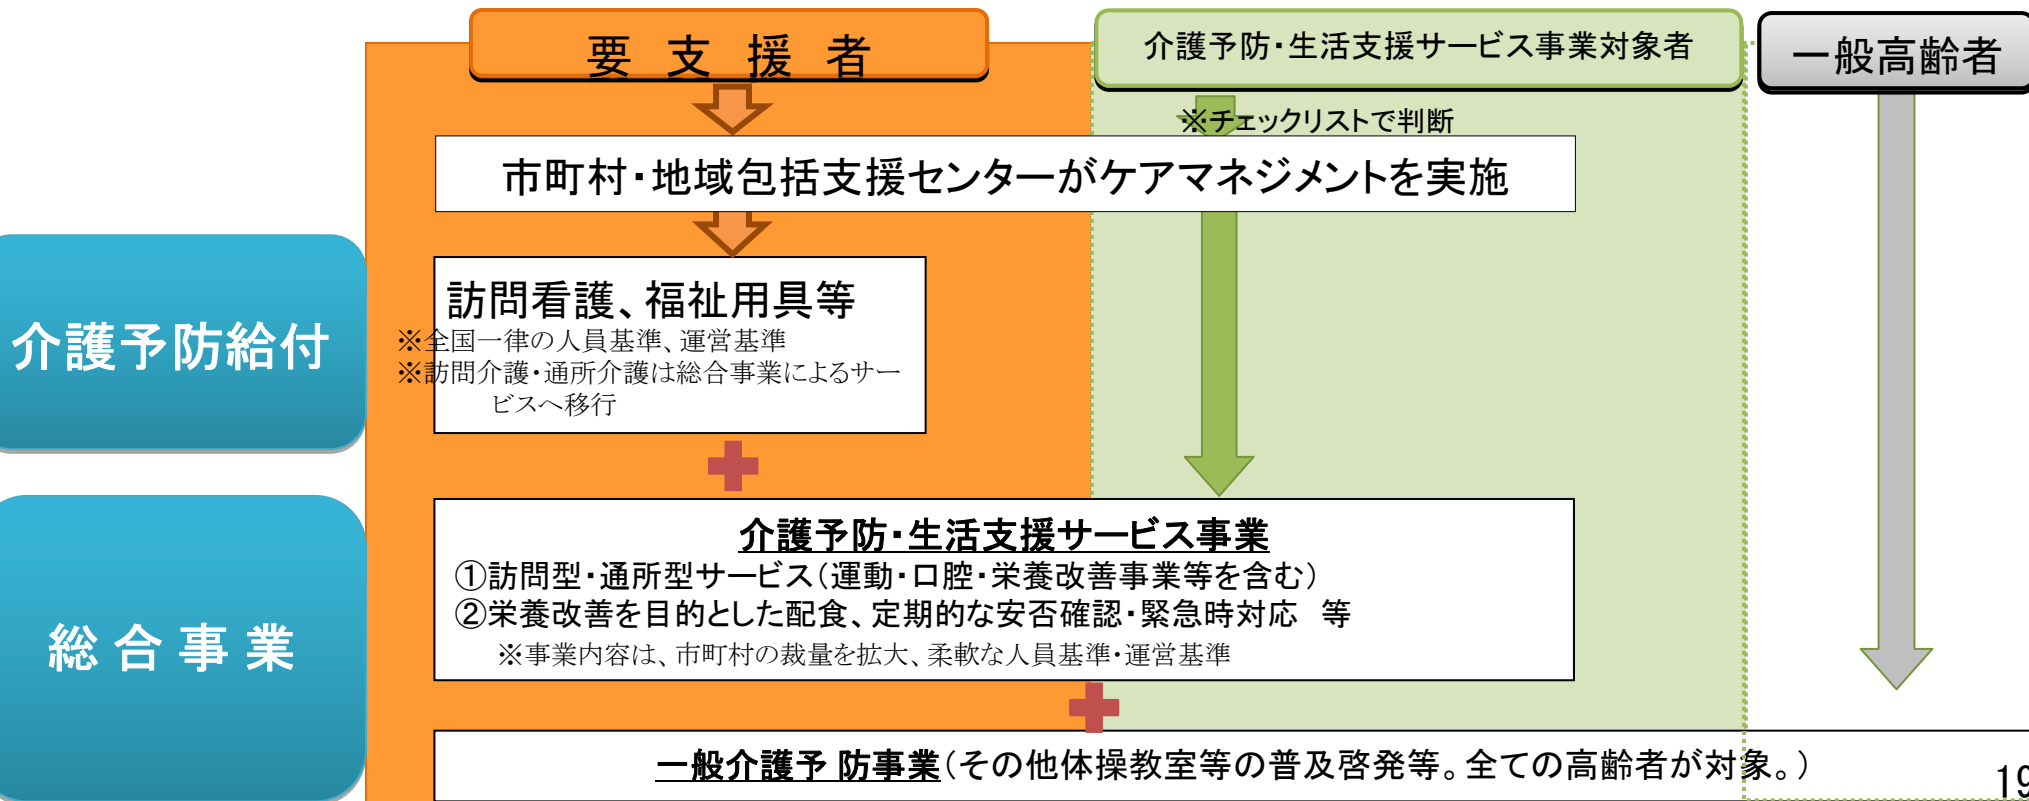 要 支 援 者
介護予防・生活支援サービス事業対象者
一般高齢者
※チェックリストで判断
市町村・地域包括支援センターがケアマネジメントを実施
介護予防給付
訪問看護、福祉用具等
※全国一律の人員基準、運営基準
※訪問介護・通所介護は総合事業によるサー
ビスへ移行
総 合 事 業
介護予防・生活支援サービス事業
①訪問型・通所型サービス(運動・口腔・栄養改善事業等を含む)
②栄養改善を目的とした配食、定期的な安否確認・緊急時対応　等
※事業内容は、市町村の裁量を拡大、柔軟な人員基準・運営基準
一般介護予 防事業(その他体操教室等の普及啓発等。全ての高齢者が対象。)
19